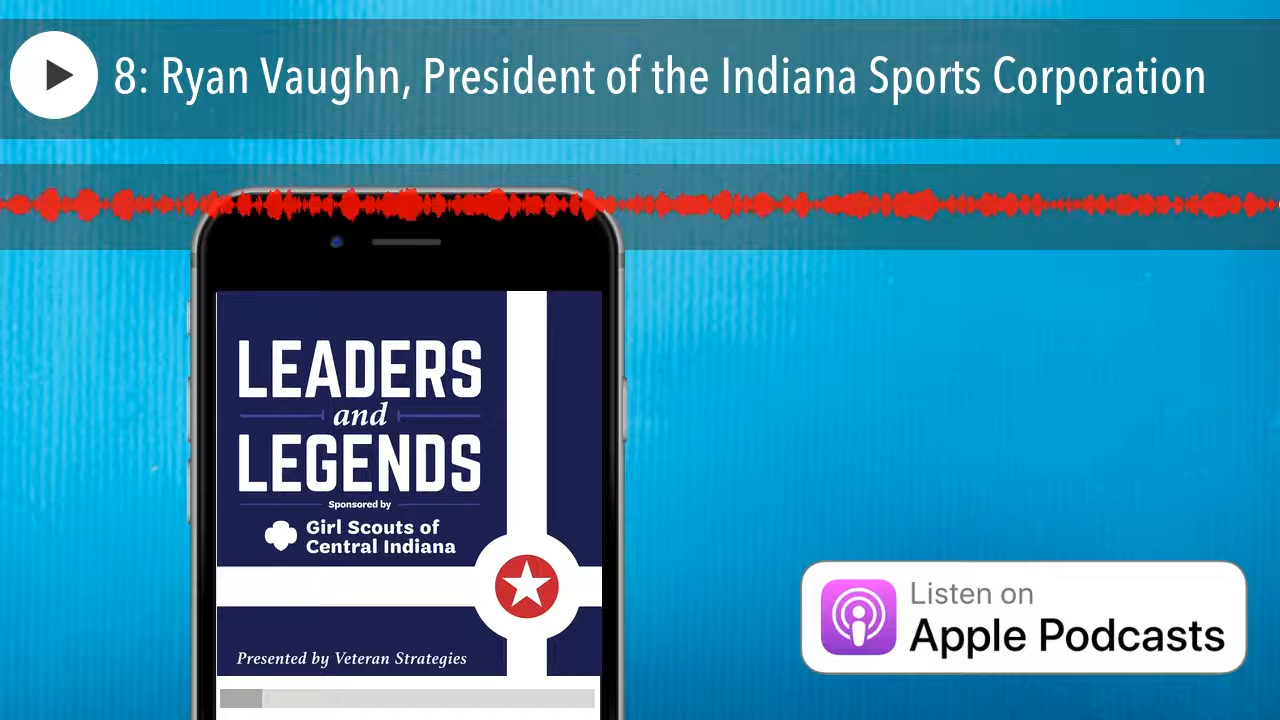 8: Ryan Vaughn, President of the Indiana Sports Corporation
LEADERS
and
LEGENDS
Sponsored by
Girl Scouts of
Central Indiana
Presented by Veteran Strategies
Listen on
Apple Podcasts